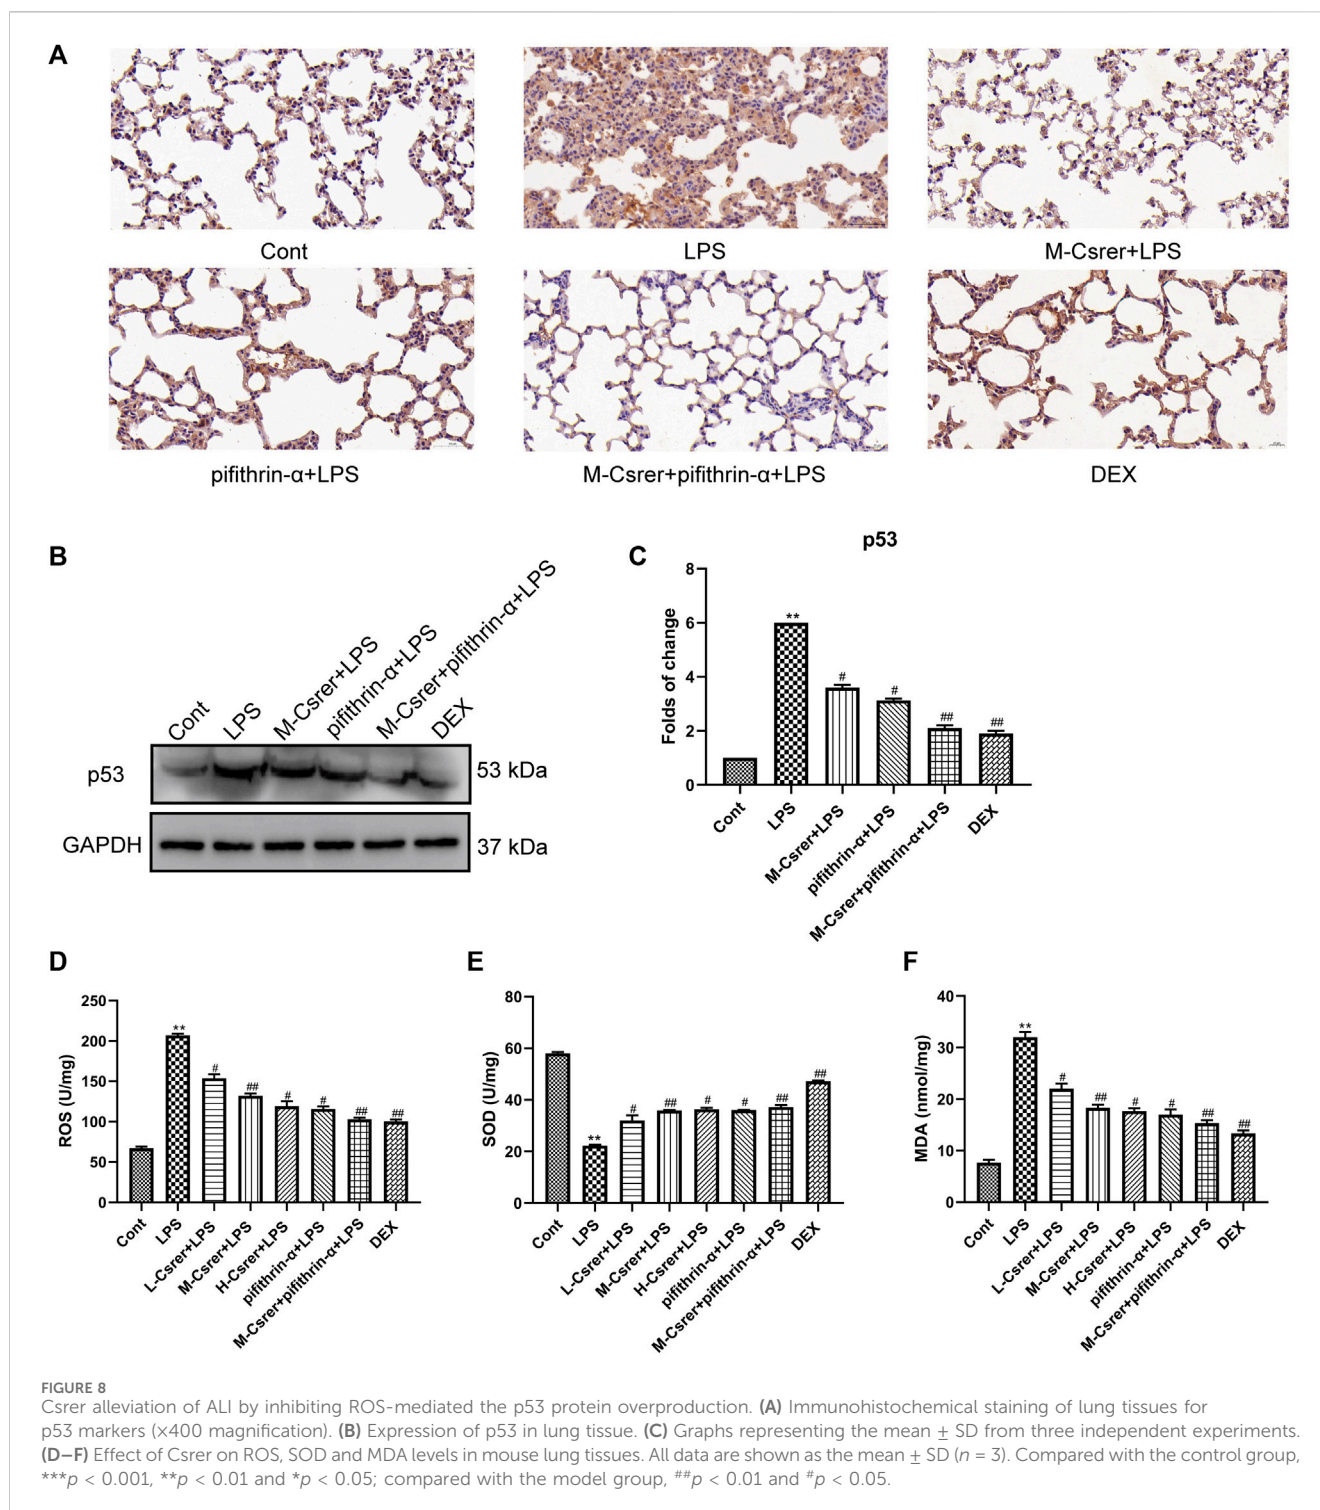 A
Cont
LPS
M-Csrer+LPS
pifithrin-α+LPS
M-Csrer+pifithrin-α+LPS
DEX
B
Cont
LPS
M-Csrer+LPS
pifithrin-α+LPS
M-Csrer+pifithrin-α+LPS
DEX
p53
53 kDa
GAPDH
37 kDa
C
p53
Folds of change
8
6
4
2
0
**
#
#
##
##
Cont
LPS
M-Csrer+LPS
pifithrin-α+LPS
M-Csrer+pifithrin-α+LPS
DEX
D
ROS (U/mg)
250
200
150
100
50
0
**
#
##
#
#
##
##
Cont
LPS
L-Csrer+LPS
M-Csrer+LPS
H-Csrer+LPS
pifithrin-α+LPS
M-Csrer+pifithrin-α+LPS
DEX
E
SOD (U/mg)
80
60
40
20
0
**
#
##
#
#
##
##
Cont
LPS
L-Csrer+LPS
M-Csrer+LPS
H-Csrer+LPS
pifithrin-α+LPS
M-Csrer+pifithrin-α+LPS
DEX
F
MDA (nmol/mg)
40
30
20
10
0
**
#
##
#
#
##
##
Cont
LPS
L-Csrer+LPS
M-Csrer+LPS
H-Csrer+LPS
pifithrin-α+LPS
M-Csrer+pifithrin-α+LPS
DEX
FIGURE 8
Csrer alleviation of ALI by inhibiting ROS-mediated the p53 protein overproduction. (A) Immunohistochemical staining of lung tissues for
p53 markers (×400 magnification). (B) Expression of p53 in lung tissue. (C) Graphs representing the mean ± SD from three independent experiments.
(D–F) Effect of Csrer on ROS, SOD and MDA levels in mouse lung tissues. All data are shown as the mean ± SD (n = 3). Compared with the control group,
***p < 0.001, **p < 0.01 and *p < 0.05; compared with the model group, ##p < 0.01 and #p < 0.05.